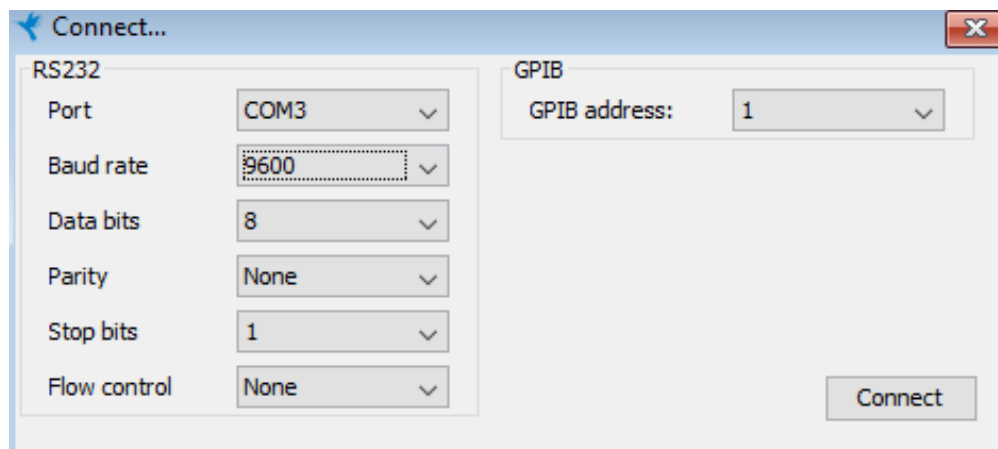 Connect...
RS232
Port COM3
Baud rate 9600
Data bits 8
Parity None
Stop bits 1
Flow control None
GPIB
GPIB address: 1
Connect